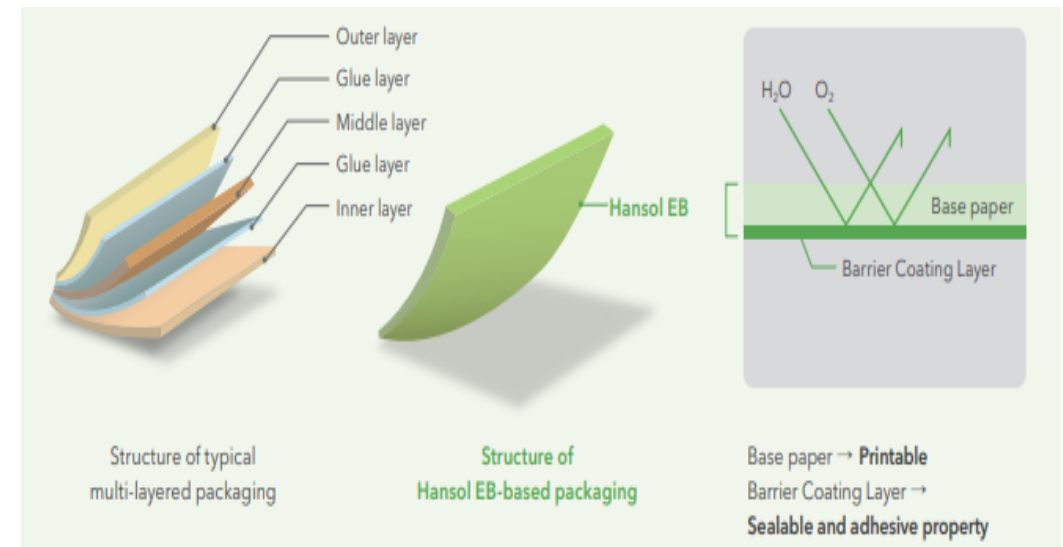 Outer layer
Glue layer
Middle layer
Glue layer
Inner layer
Structure of typical
multi-layered packaging
Hansol EB
Structure of
Hansol EB-based packaging
H₂O O₂
Base paper
Barrier Coating Layer
Base paper → Printable
Barrier Coating Layer →
Sealable and adhesive property